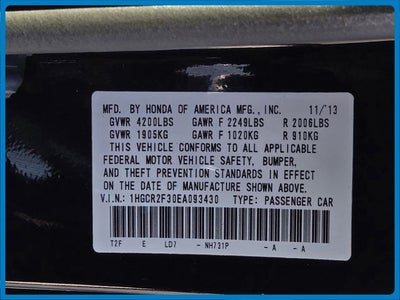 MFD. BY HONDA OF AMERICA MFG., INC. 11/'13
GVWR 4200LBS GAWR F 2249LBS R 2006LBS
GVWR 1905KG GAWR F 1020KG R 910KG
THIS VEHICLE CONFORMS TO ALL APPLICABLE
FEDERAL MOTOR VEHICLE SAFETY, BUMPER,
AND THEFT PREVENTION STANDARDS IN EFFECT
ON THE DATE OF MANUFACTURE SHOWN ABOVE.
V.I.N.: 1HGCR2F30EA093430 TYPE: PASSENGER CAR
T2F E LD7 - NH731P - A - A